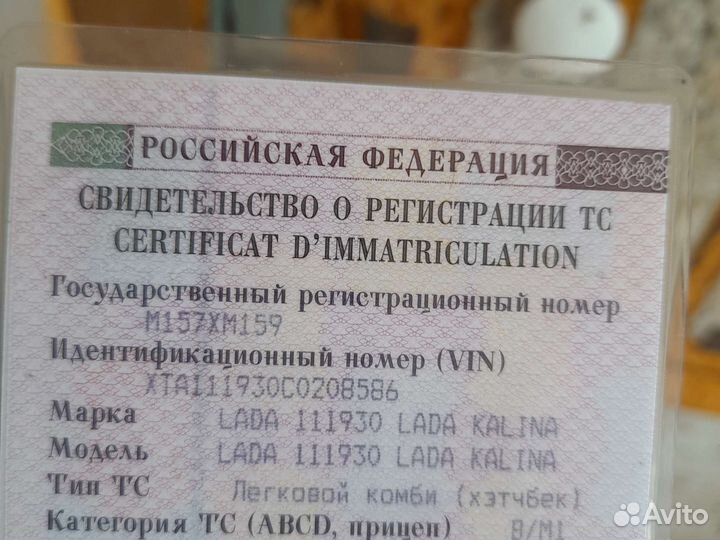 РОССИЙСКАЯ ФЕДЕРАЦИЯ
СВИДЕТЕЛЬСТВО О РЕГИСТРАЦИИ ТС
CERTIFICAT D'IMMATRICULATION
Государственный регистрационный номер
М157ХМ159
Идентификационный номер (VIN)
XTA111930C0208586
Марка LADA 111930 LADA KALINA
Модель LADA 111930 LADA KALINA
Тип ТС Легковой комби (хэтчбек)
Категория ТС (ABCD, прицеп) B/M1
Avito